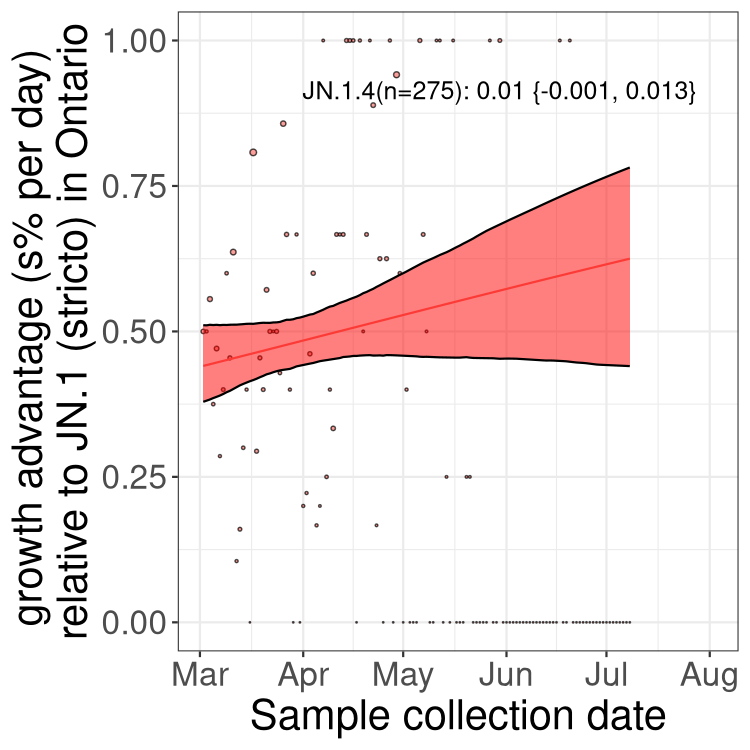 growth advantage (s% per day)
relative to JN.1 (stricto) in Ontario
1.00
0.75
0.50
0.25
0.00
JN.1.4(n=275): 0.01 {-0.001, 0.013}
Mar Apr May Jun Jul Aug
Sample collection date